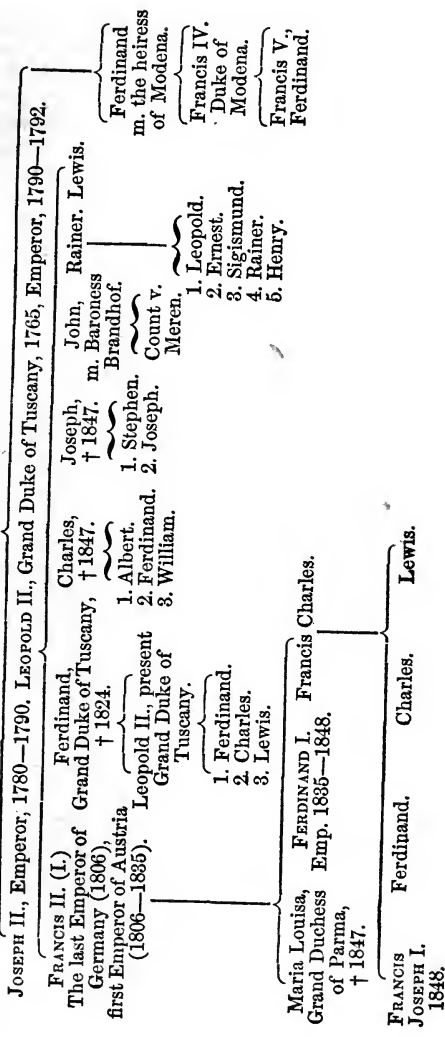 JOSEPH II., Emperor, 1780—1790. LEOPOLD II., Grand Duke of Tuscany, 1765, Emperor, 1790—1792.
Ferdinand
m. the heiress
of Modena.
Francis IV.
Duke of
Modena.
Francis V.,
Ferdinand.
FRANCIS II. (I.)
The last Emperor of
Germany (1806),
first Emperor of Austria
(1806—1835).
Ferdinand,
Grand Duke of Tuscany,
† 1824.
Leopold II., present
Grand Duke of
Tuscany.
1. Ferdinand.
2. Charles.
3. Lewis.
Charles,
† 1847.
1. Albert.
2. Ferdinand.
3. William.
Joseph,
† 1847.
1. Stephen.
2. Joseph.
John,
m. Baroness
Brandhof.
Count v.
Meren.
Rainer. Lewis.
1. Leopold.
2. Ernest.
3. Sigismund.
4. Rainer.
5. Henry.
Maria Louisa,
Grand Duchess
of Parma,
† 1847.
FERDINAND I.
Emp. 1835—1848.
Francis Charles.
FRANCIS
JOSEPH I.
1848.
Ferdinand.
Charles.
Lewis.